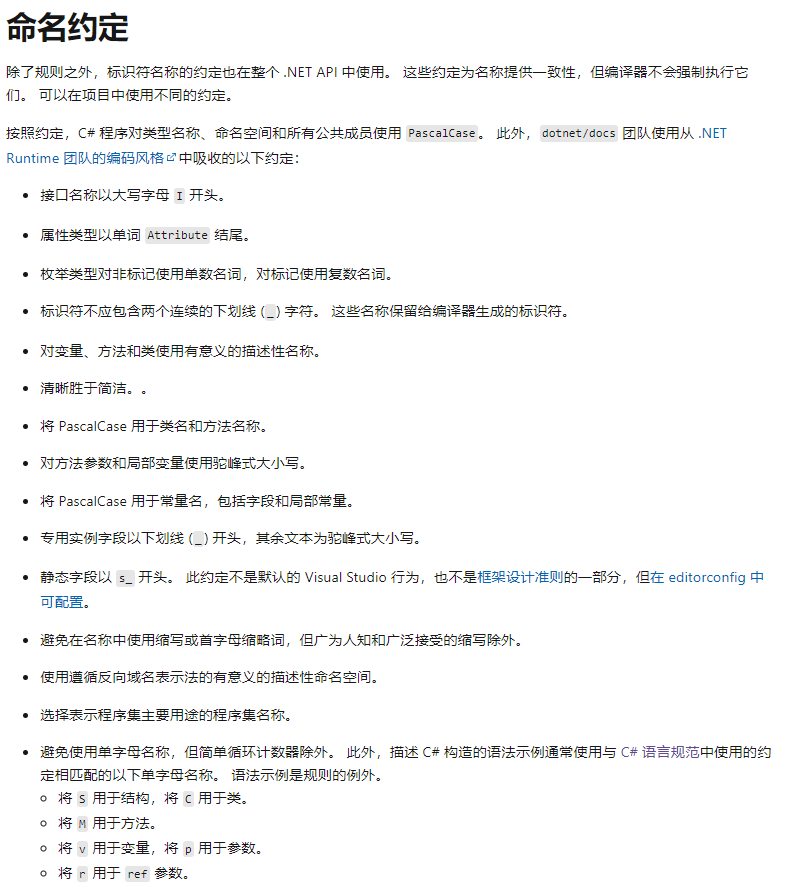 命名约定
除了规则之外，标识符名称的约定也在整个 .NET API 中使用。 这些约定为名称提供一致性，但编译器不会强制执行它
们。 可以在项目中使用不同的约定。
按照约定，C# 程序对类型名称、命名空间和所有公共成员使用 PascalCase。 此外，dotnet/docs 团队使用从 .NET
Runtime 团队的编码风格中吸收的以下约定：
接口名称以大写字母 I 开头。
属性类型以单词 Attribute 结尾。
枚举类型对非标记使用单数名词，对标记使用复数名词。
标识符不应包含两个连续的下划线 (_) 字符。 这些名称保留给编译器生成的标识符。
对变量、方法和类使用有意义的描述性名称。
清晰胜于简洁。。
将 PascalCase 用于类名和方法名称。
对方法参数和局部变量使用驼峰式大小写。
将 PascalCase 用于常量名，包括字段和局部常量。
专用实例字段以下划线 (_) 开头，其余文本为驼峰式大小写。
静态字段以 s_ 开头。 此约定不是默认的 Visual Studio 行为，也不是框架设计准则的一部分，但在 editorconfig 中
可配置。
避免在名称中使用缩写或首字母缩略词，但广为人知和广泛接受的缩写除外。
使用遵循反向域名表示法的有意义的描述性命名空间。
选择表示程序集主要用途的程序集名称。
避免使用单字母名称，但简单循环计数器除外。 此外，描述 C# 构造的语法示例通常使用与 C# 语言规范中使用的约
定相匹配的以下单字母名称。 语法示例是规则的例外。
将 S 用于结构，将 C 用于类。
将 M 用于方法。
将 v 用于变量，将 p 用于参数。
将 r 用于 ref 参数。